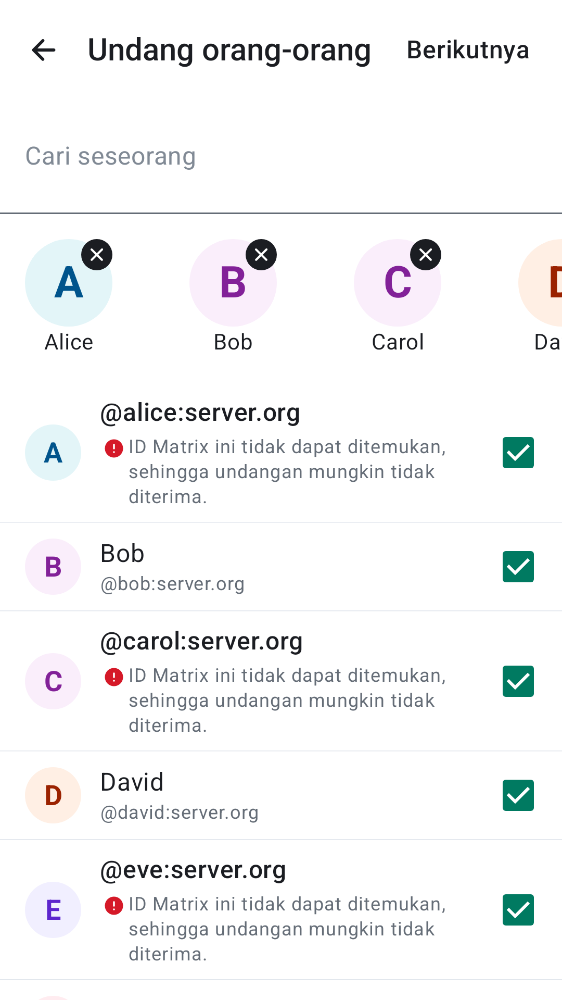 Undang orang-orang Berikutnya
Cari seseorang
A B C D
Alice Bob Carol Da
@alice:server.org
A
ID Matrix ini tidak dapat ditemukan,
sehingga undangan mungkin tidak
diterima.
Bob
B
@bob:server.org
@carol:server.org
C
ID Matrix ini tidak dapat ditemukan,
sehingga undangan mungkin tidak
diterima.
David
D
@david:server.org
@eve:server.org
E
ID Matrix ini tidak dapat ditemukan,
sehingga undangan mungkin tidak
diterima.